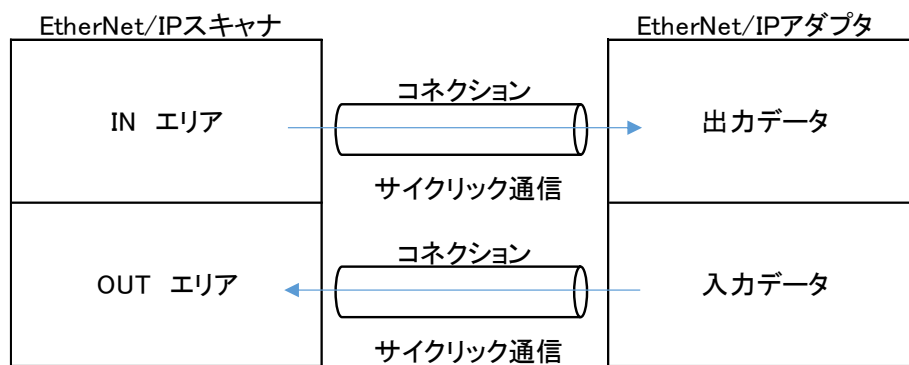 EtherNet/IPスキャナ
EtherNet/IPアダプタ
コネクション
IN エリア
出力データ
サイクリック通信
コネクション
OUT エリア
入力データ
サイクリック通信